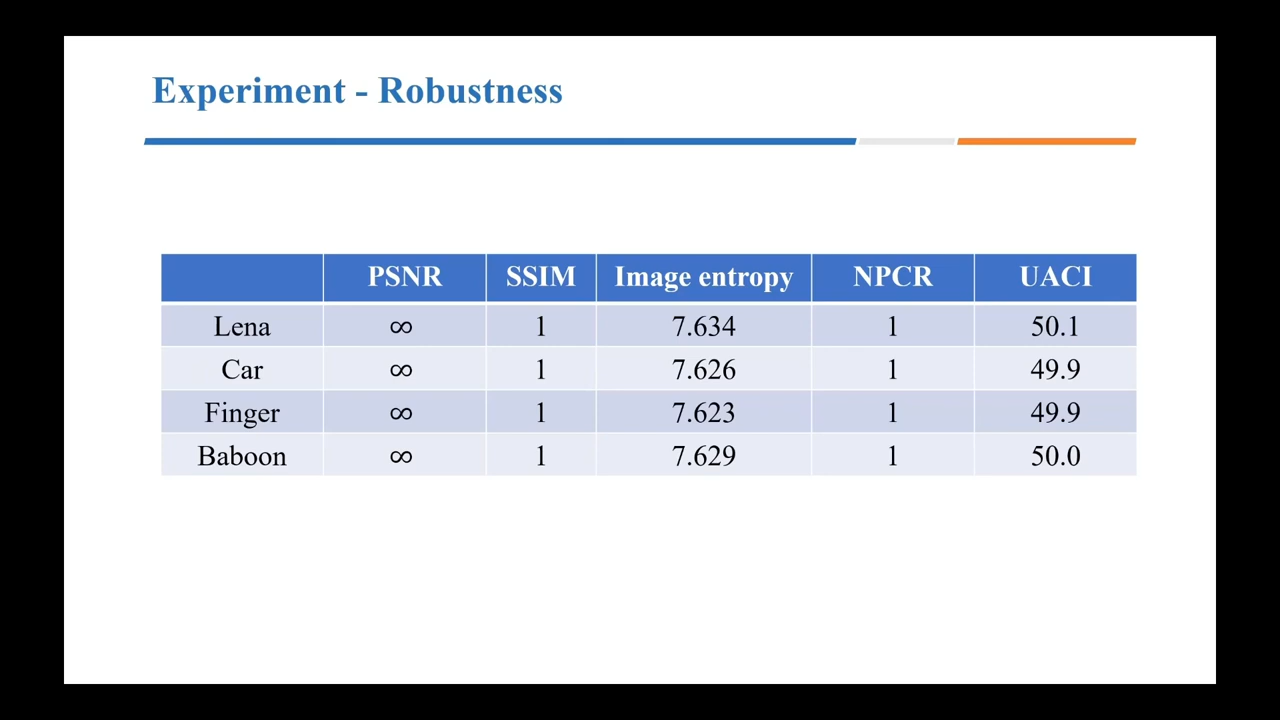 Experiment - Robustness
PSNR SSIM Image entropy NPCR UACI
Lena ∞ 1 7.634 1 50.1
Car ∞ 1 7.626 1 49.9
Finger ∞ 1 7.623 1 49.9
Baboon ∞ 1 7.629 1 50.0